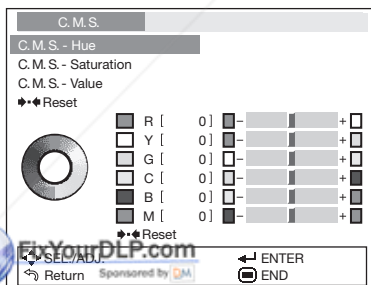 C.M.S.
C.M.S. - Hue
C.M.S. - Saturation
C.M.S. - Value
Reset
R [ 0 ] - +
Y [ 0 ] - +
G [ 0 ] - +
C [ 0 ] - +
B [ 0 ] - +
M [ 0 ] - +
Reset
FixYourDLP.com
SEL./ADJ. ENTER
Return Sponsored by DM END